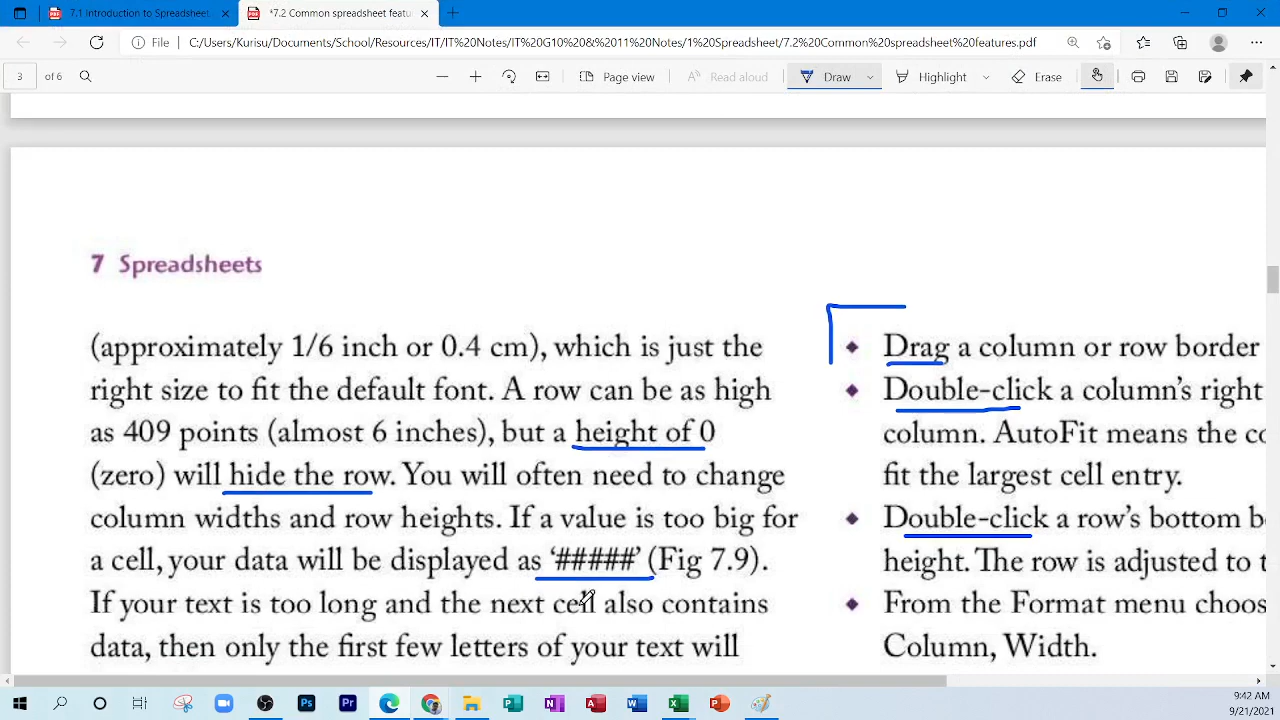 7.1 Introduction to Spreadsheet
*7.2 Common spreadsheet featu
File
C:/Users/Kurisu/Documents/School/Resources/IT/IT%20Notes/IT%20G10%20&%2011%20Notes/1%20Spreadsheet/7.2%20Common%20spreadsheet%20features.pdf
3 of 6
Page view
Read aloud
Draw
Highlight
Erase
7 Spreadsheets
(approximately 1/6 inch or 0.4 cm), which is just the
right size to fit the default font. A row can be as high
as 409 points (almost 6 inches), but a height of 0
(zero) will hide the row. You will often need to change
column widths and row heights. If a value is too big for
a cell, your data will be displayed as ‘#####’ (Fig 7.9).
If your text is too long and the next cell also contains
data, then only the first few letters of your text will
Drag a column or row border
Double-click a column’s right
column. AutoFit means the co
fit the largest cell entry.
Double-click a row’s bottom b
height. The row is adjusted to t
From the Format menu choos
Column, Width.
9:42 AM
9/21/2021